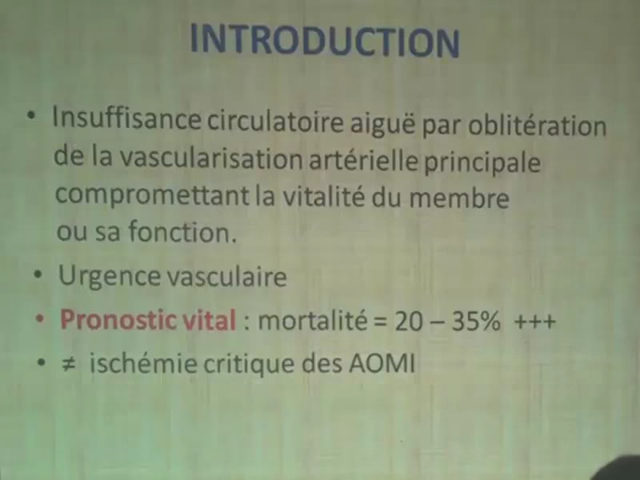 INTRODUCTION
• Insuffisance circulatoire aiguë par oblitération
de la vascularisation artérielle principale
compromettant la vitalité du membre
ou sa fonction.
• Urgence vasculaire
• Pronostic vital : mortalité = 20 – 35% +++
• ≠ ischémie critique des AOMI